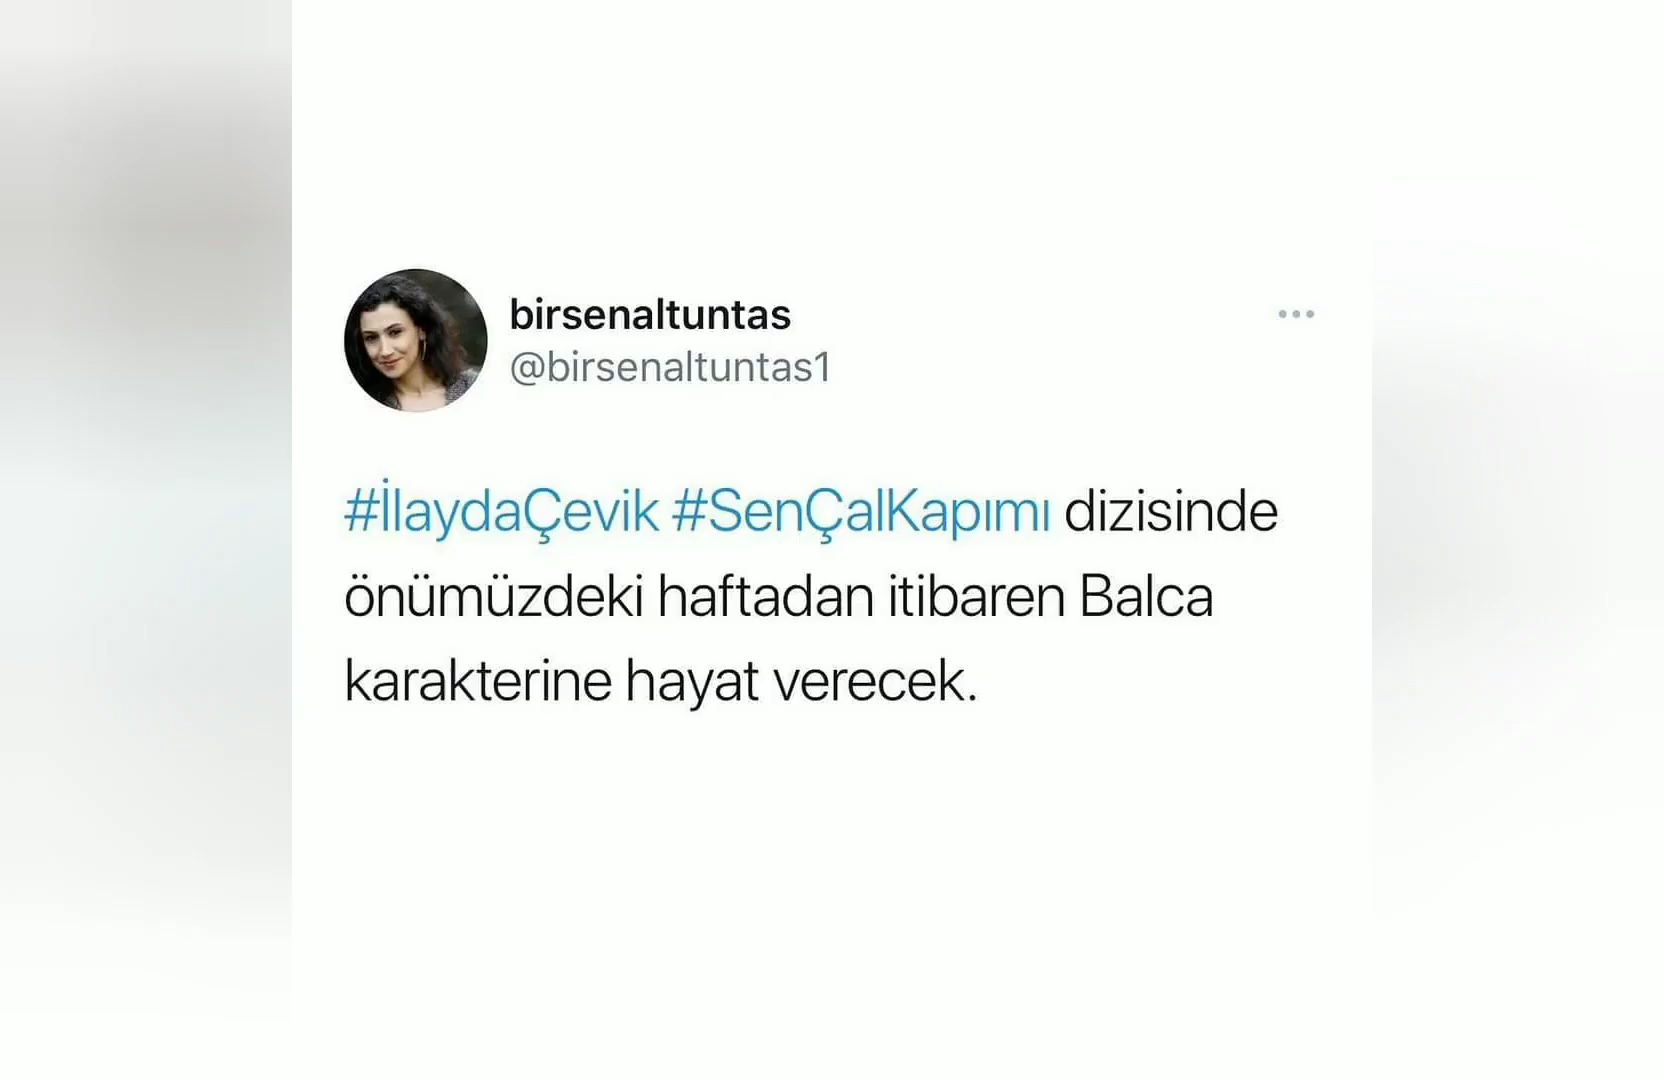 birsenaltuntas
@birsenaltuntas1
#İlaydaÇevik #SenÇalKapımı dizisinde
önümüzdeki haftadan itibaren Balca
karakterine hayat verecek.